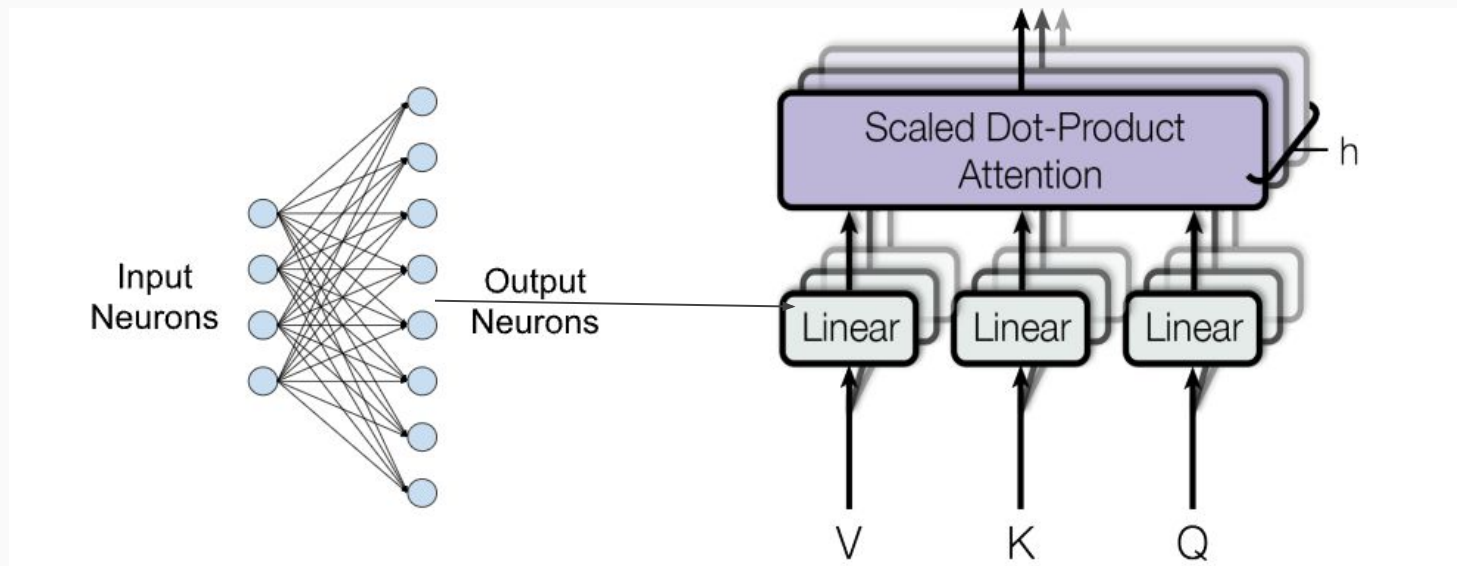 Input
Neurons
Output
Neurons
Scaled Dot-Product
Attention
h
Linear
Linear
Linear
V
K
Q